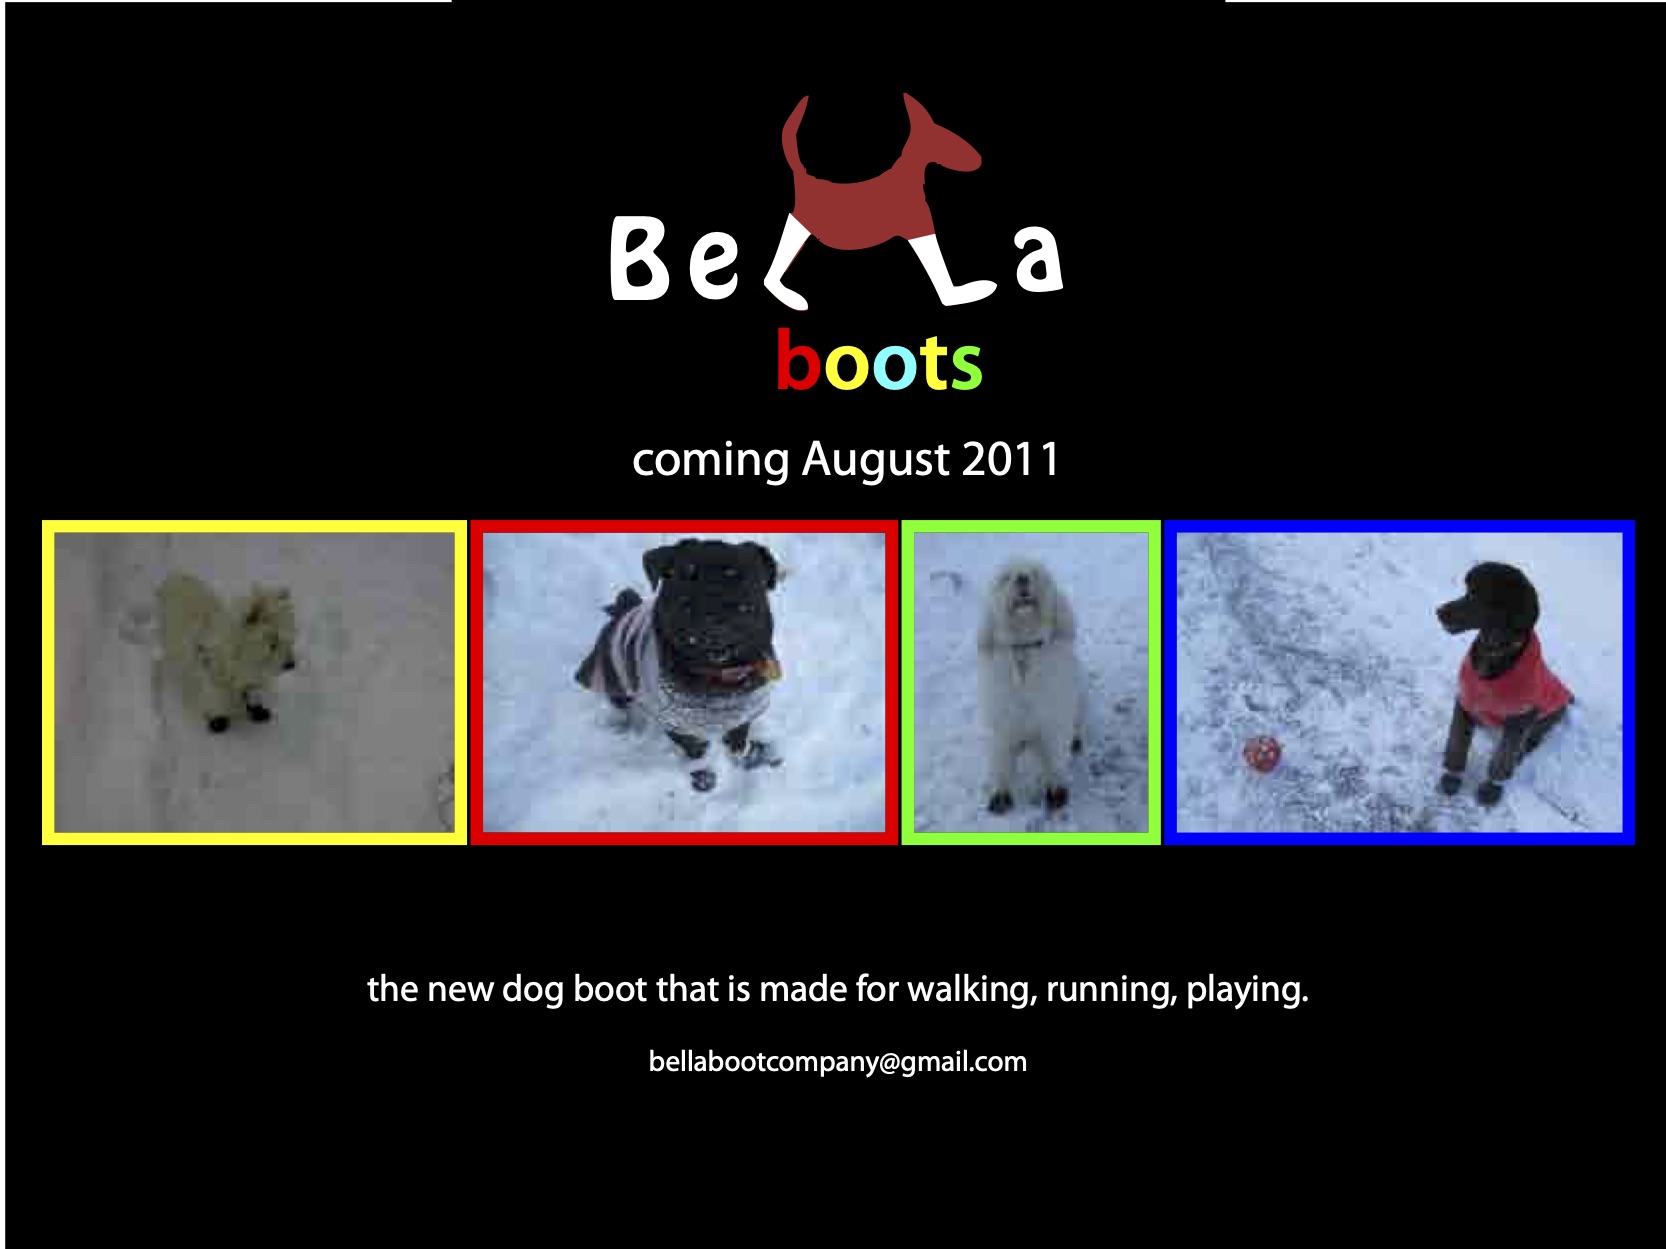 Bella
boots
coming August 2011
the new dog boot that is made for walking, running, playing.
bellabootcompany@gmail.com